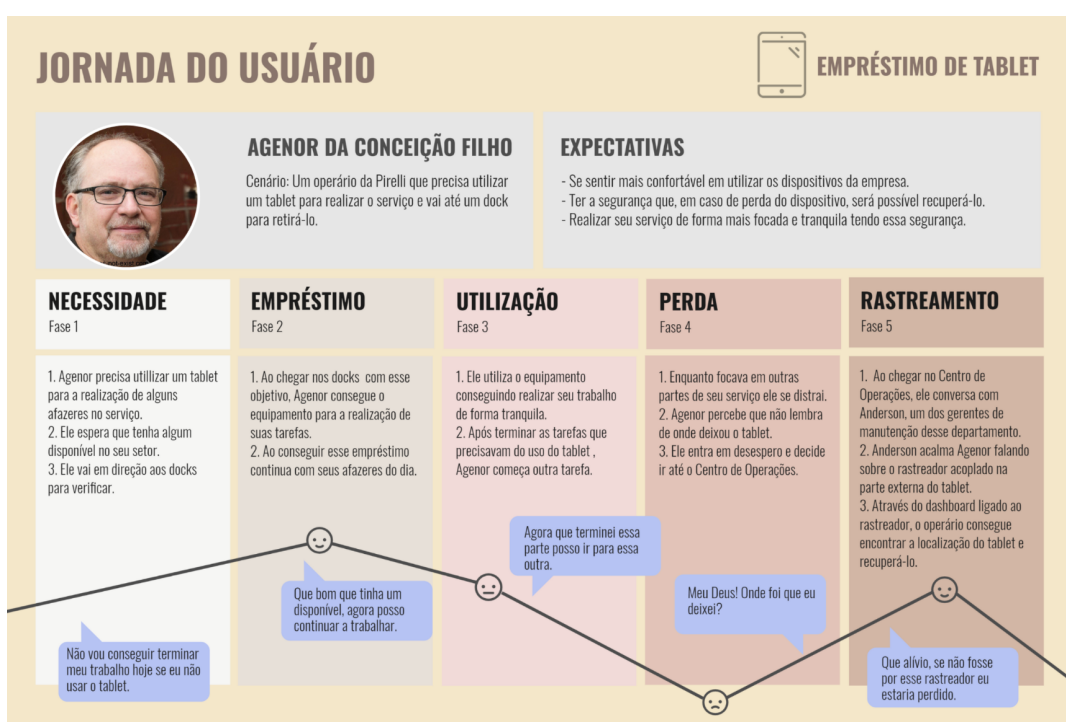 JORNADA DO USUÁRIO
EMPRÉSTIMO DE TABLET
AGENOR DA CONCEIÇÃO FILHO
Cenário: Um operário da Pirelli que precisa utilizar
um tablet para realizar o serviço e vai até um dock
para retirá-lo.
EXPECTATIVAS
- Se sentir mais confortável em utilizar os dispositivos da empresa.
- Ter a segurança que, em caso de perda do dispositivo, será possível recuperá-lo.
- Realizar seu serviço de forma mais focada e tranquila tendo essa segurança.
NECESSIDADE
Fase 1
1. Agenor precisa utillizar um tablet
para a realização de alguns
afazeres no serviço.
2. Ele espera que tenha algum
disponível no seu setor.
3. Ele vai em direção aos docks
para verificar.
Não vou conseguir terminar
meu trabalho hoje se eu não
usar o tablet.
EMPRÉSTIMO
Fase 2
1. Ao chegar nos docks com esse
objetivo, Agenor consegue o
equipamento para a realização de
suas tarefas.
2. Ao conseguir esse empréstimo
continua com seus afazeres do dia.
Que bom que tinha um
disponível, agora posso
continuar a trabalhar.
UTILIZAÇÃO
Fase 3
1. Ele utiliza o equipamento
conseguindo realizar seu trabalho
de forma tranquila.
2. Após terminar as tarefas que
precisavam do uso do tablet ,
Agenor começa outra tarefa.
Agora que terminei essa
parte posso ir para essa
outra.
PERDA
Fase 4
1. Enquanto focava em outras
partes de seu serviço ele se distrai.
2. Agenor percebe que não lembra
de onde deixou o tablet.
3. Ele entra em desespero e decide
ir até o Centro de Operações.
Meu Deus! Onde foi que eu
deixei?
RASTREAMENTO
Fase 5
1. Ao chegar no Centro de
Operações, ele conversa com
Anderson, um dos gerentes de
manutenção desse departamento.
2. Anderson acalma Agenor falando
sobre o rastreador acoplado na
parte externa do tablet.
3. Através do dashboard ligado ao
rastreador, o operário consegue
encontrar a localização do tablet e
recuperá-lo.
Que alívio, se não fosse
por esse rastreador eu
estaria perdido.